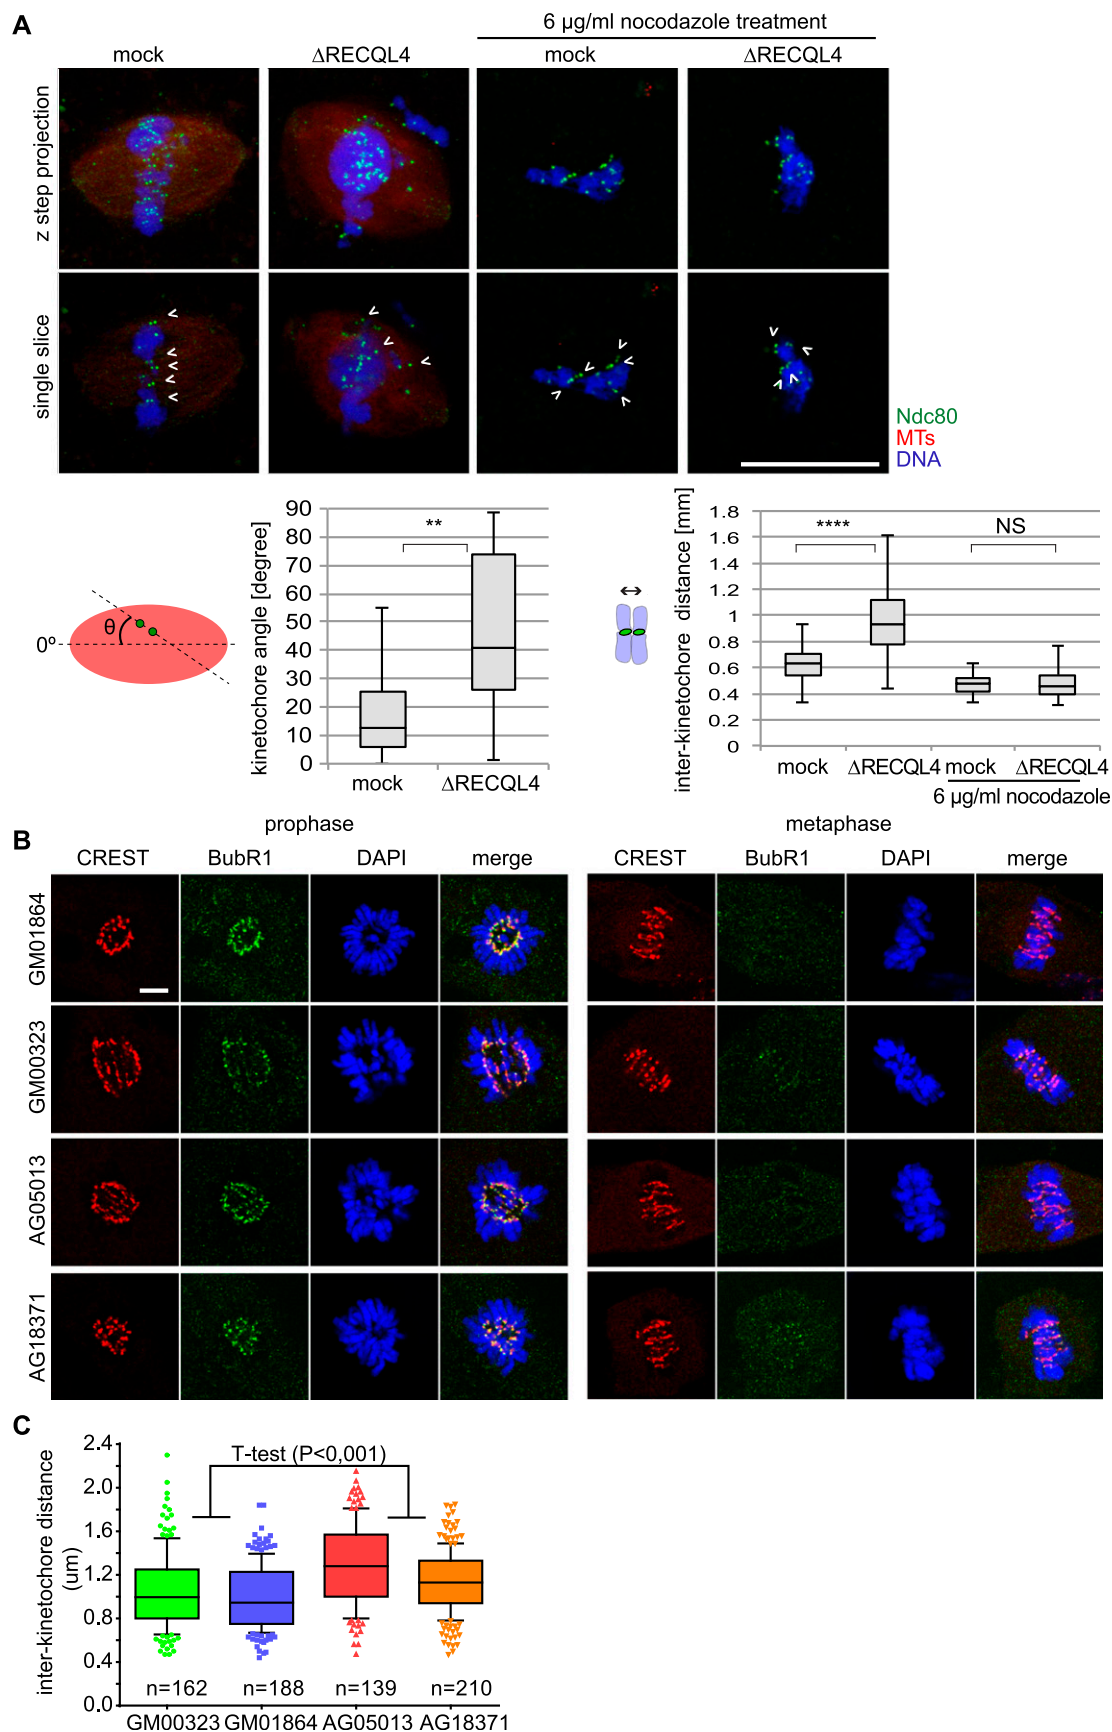 A
6 µg/ml nocodazole treatment
mock
ΔRECQL4
mock
ΔRECQL4
z step projection
single slice
Ndc80
MTs
DNA
0º
θ
kinetochore angle [degree]
90
80
70
60
50
40
30
20
10
0
**
mock
ΔRECQL4
inter-kinetochore distance [mm]
1.8
1.6
1.4
1.2
1
0.8
0.6
0.4
0.2
0
****
NS
mock
ΔRECQL4
mock
ΔRECQL4
6 µg/ml nocodazole
B
prophase
metaphase
CREST
BubR1
DAPI
merge
CREST
BubR1
DAPI
merge
GM01864
GM00323
AG05013
AG18371
C
inter-kinetochore distance
(um)
2.4
2.0
1.6
1.2
0.8
0.4
0.0
T-test (P<0,001)
n=162
n=188
n=139
n=210
GM00323
GM01864
AG05013
AG18371